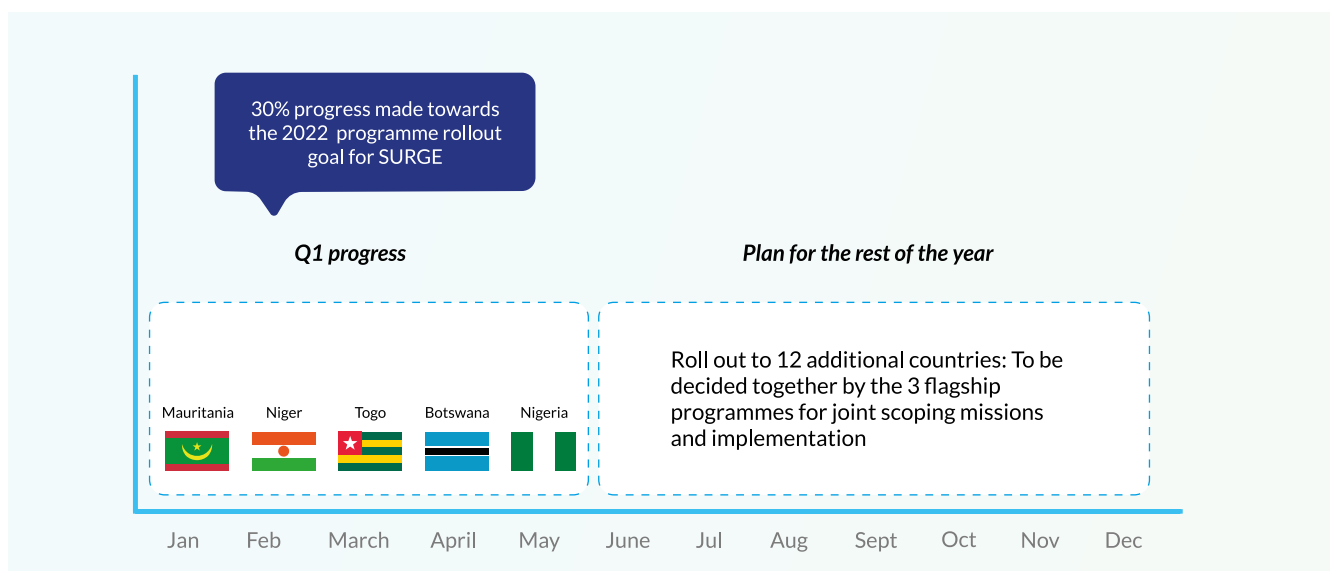 30% progress made towards
the 2022 programme rollout
goal for SURGE
Q1 progress
Plan for the rest of the year
Mauritania Niger Togo Botswana Nigeria
Roll out to 12 additional countries: To be
decided together by the 3 flagship
programmes for joint scoping missions
and implementation
Jan Feb March April May June Jul Aug Sept Oct Nov Dec